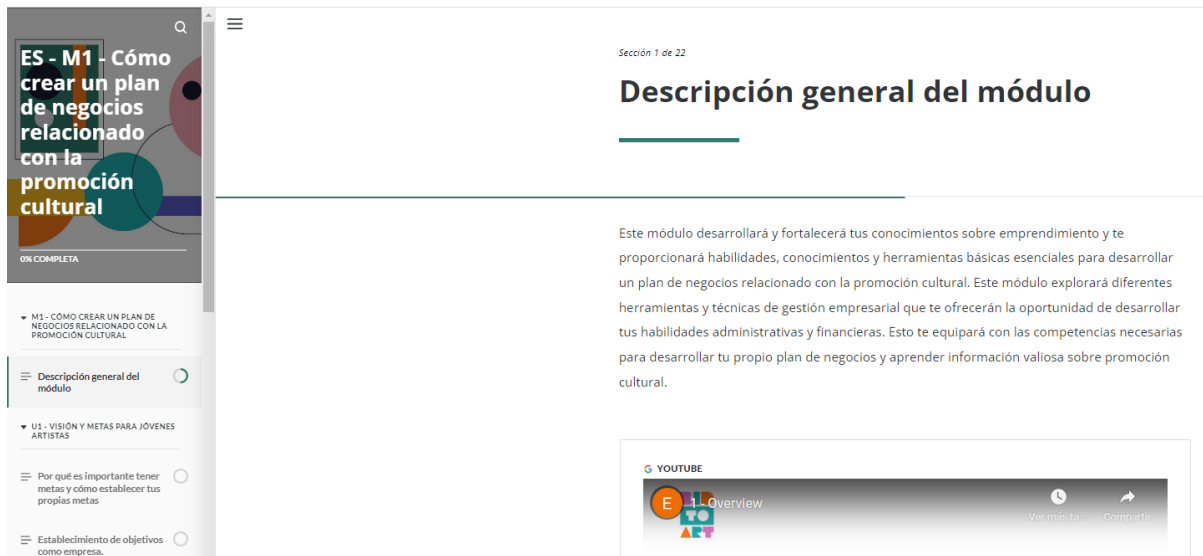 ES - M1 - Cómo
crear un plan
de negocios
relacionado
con la
promoción
cultural
0% COMPLETA
M1 - CÓMO CREAR UN PLAN DE
NEGOCIOS RELACIONADO CON LA
PROMOCIÓN CULTURAL
Descripción general del
módulo
U1 - VISIÓN Y METAS PARA JÓVENES
ARTISTAS
Por qué es importante tener
metas y cómo establecer tus
propias metas
Establecimiento de objetivos
como empresa.
Sección 1 de 22
Descripción general del módulo
Este módulo desarrollará y fortalecerá tus conocimientos sobre emprendimiento y te
proporcionará habilidades, conocimientos y herramientas básicas esenciales para desarrollar
un plan de negocios relacionado con la promoción cultural. Este módulo explorará diferentes
herramientas y técnicas de gestión empresarial que te ofrecerán la oportunidad de desarrollar
tus habilidades administrativas y financieras. Esto te equipará con las competencias necesarias
para desarrollar tu propio plan de negocios y aprender información valiosa sobre promoción
cultural.
G YOUTUBE
E
1 - Overview
TO
ART
Ver más ta...
Compartir